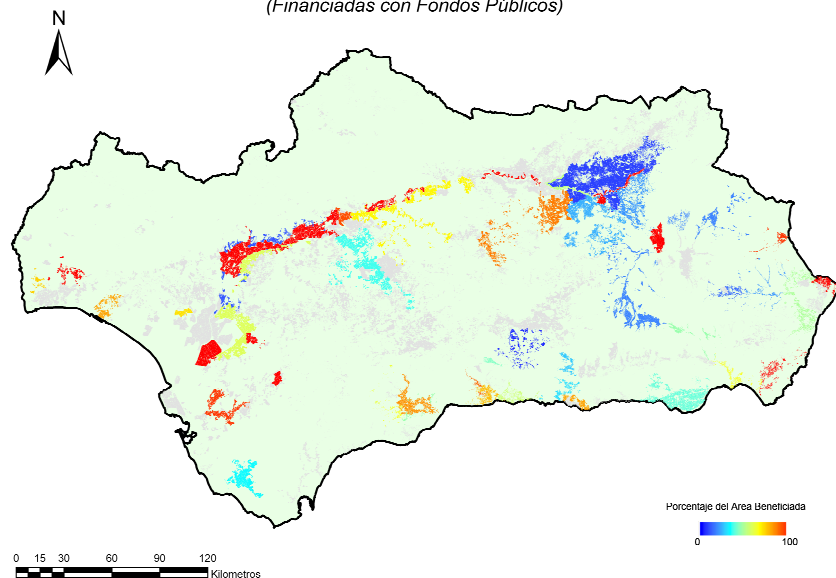 (Financiadas con Fondos Públicos)
N
Porcentaje del Area Beneficiada
0 100
0 15 30 60 90 120
Kilometros